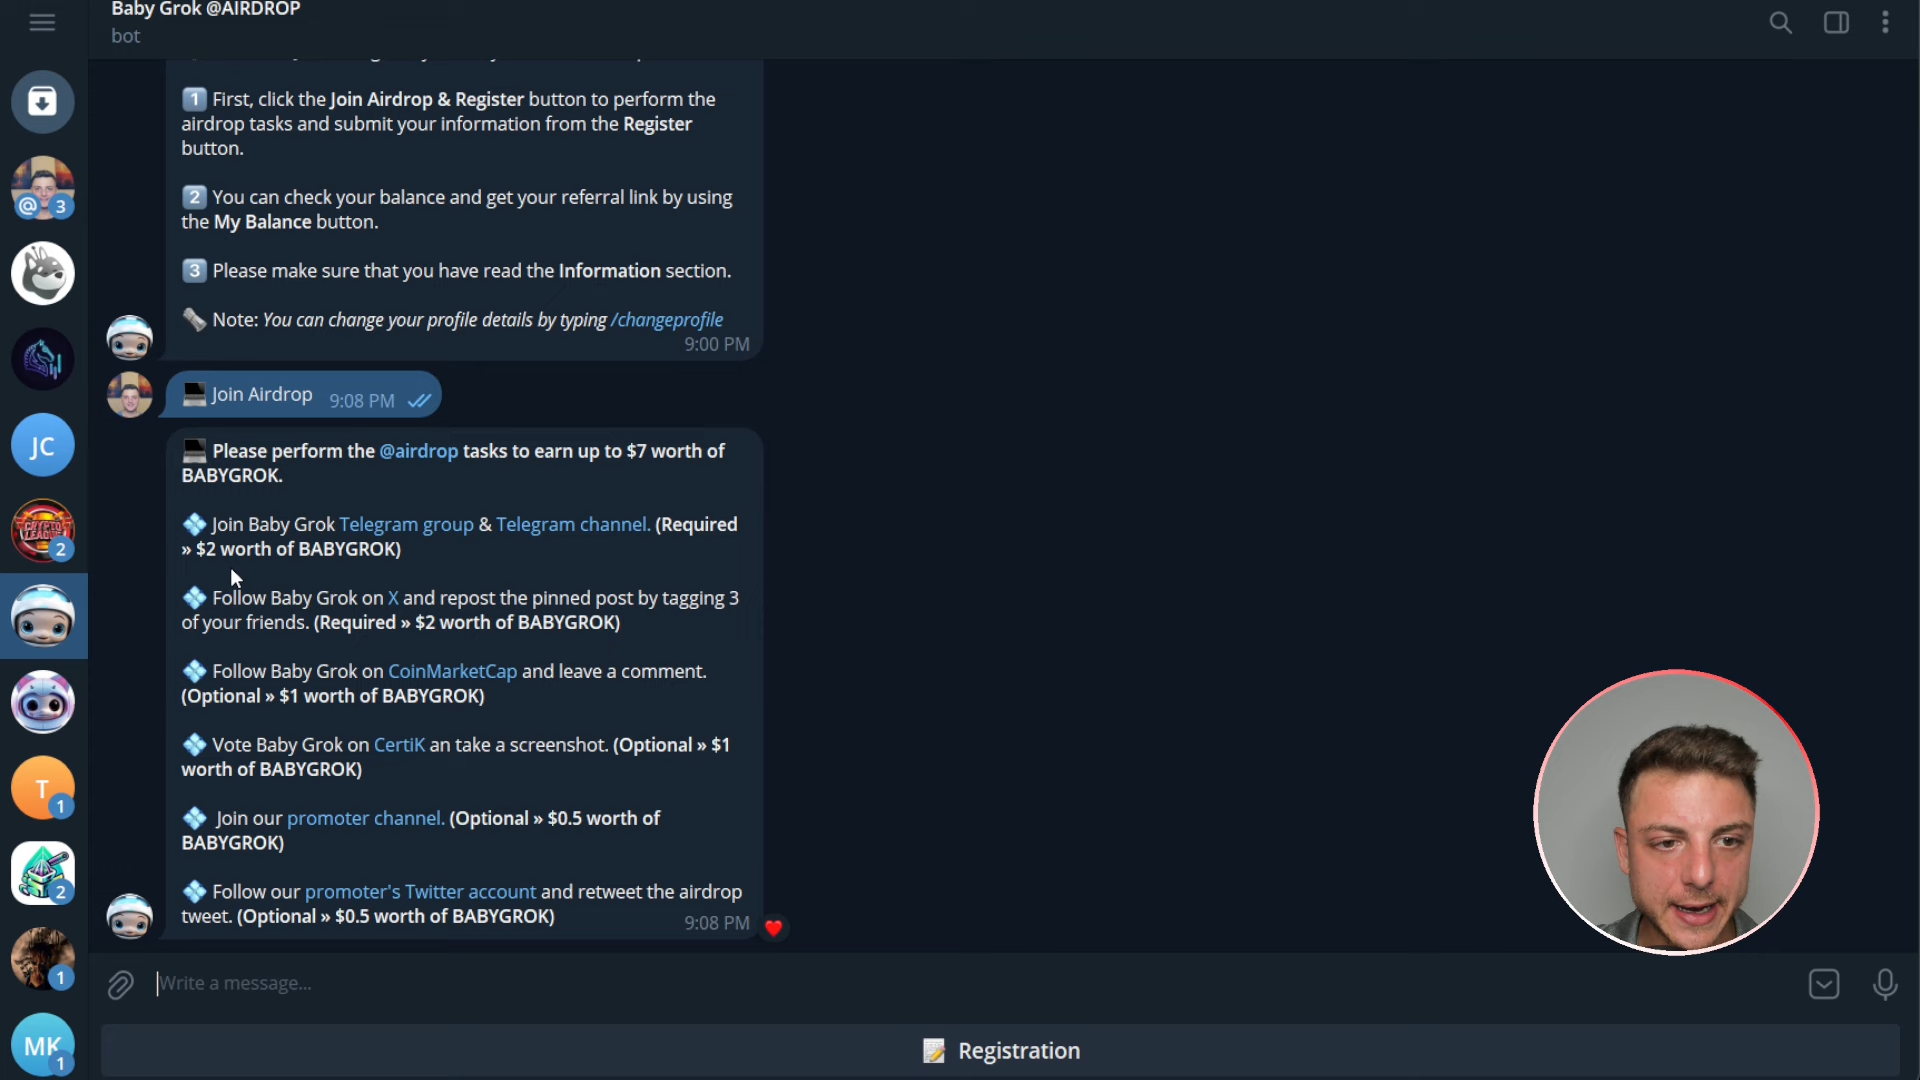 Baby Grok @AIRDROP
bot
1 First, click the Join Airdrop & Register button to perform the
airdrop tasks and submit your information from the Register
button.
2 You can check your balance and get your referral link by using
the My Balance button.
3 Please make sure that you have read the Information section.
Note: You can change your profile details by typing /changeprofile
9:00 PM
Join Airdrop 9:08 PM
Please perform the @airdrop tasks to earn up to $7 worth of
BABYGROK.
Join Baby Grok Telegram group & Telegram channel. (Required
» $2 worth of BABYGROK)
Follow Baby Grok on X and repost the pinned post by tagging 3
of your friends. (Required » $2 worth of BABYGROK)
Follow Baby Grok on CoinMarketCap and leave a comment.
(Optional » $1 worth of BABYGROK)
Vote Baby Grok on CertiK an take a screenshot. (Optional » $1
worth of BABYGROK)
Join our promoter channel. (Optional » $0.5 worth of
BABYGROK)
Follow our promoter's Twitter account and retweet the airdrop
tweet. (Optional » $0.5 worth of BABYGROK)
9:08 PM
Write a message...
Registration
@ 3
JC
CRYPTO
LEAGUE
2
T
1
2
1
MK
1